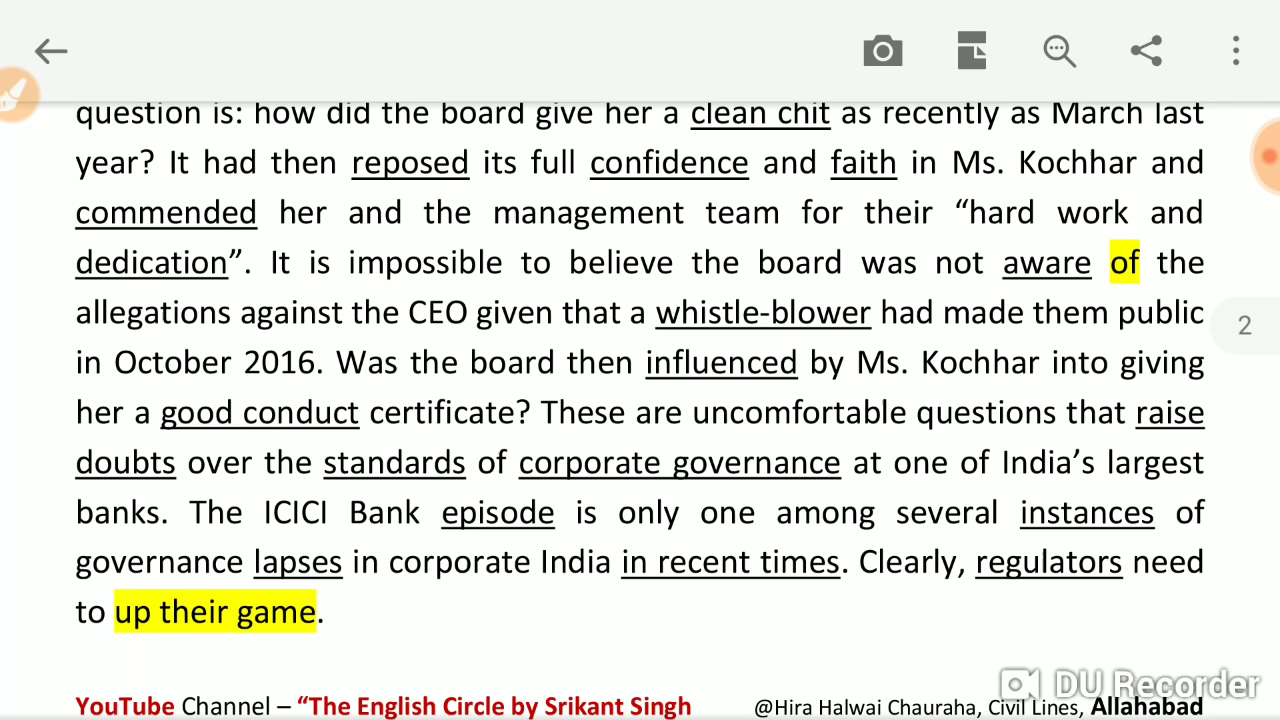 question is: how did the board give her a clean chit as recently as March last
year? It had then reposed its full confidence and faith in Ms. Kochhar and
commended her and the management team for their “hard work and
dedication”. It is impossible to believe the board was not aware of the
allegations against the CEO given that a whistle-blower had made them public
in October 2016. Was the board then influenced by Ms. Kochhar into giving
her a good conduct certificate? These are uncomfortable questions that raise
doubts over the standards of corporate governance at one of India’s largest
banks. The ICICI Bank episode is only one among several instances of
governance lapses in corporate India in recent times. Clearly, regulators need
to up their game.
2
DU Recorder
YouTube Channel – “The English Circle by Srikant Singh @Hira Halwai Chauraha, Civil Lines, Allahabad